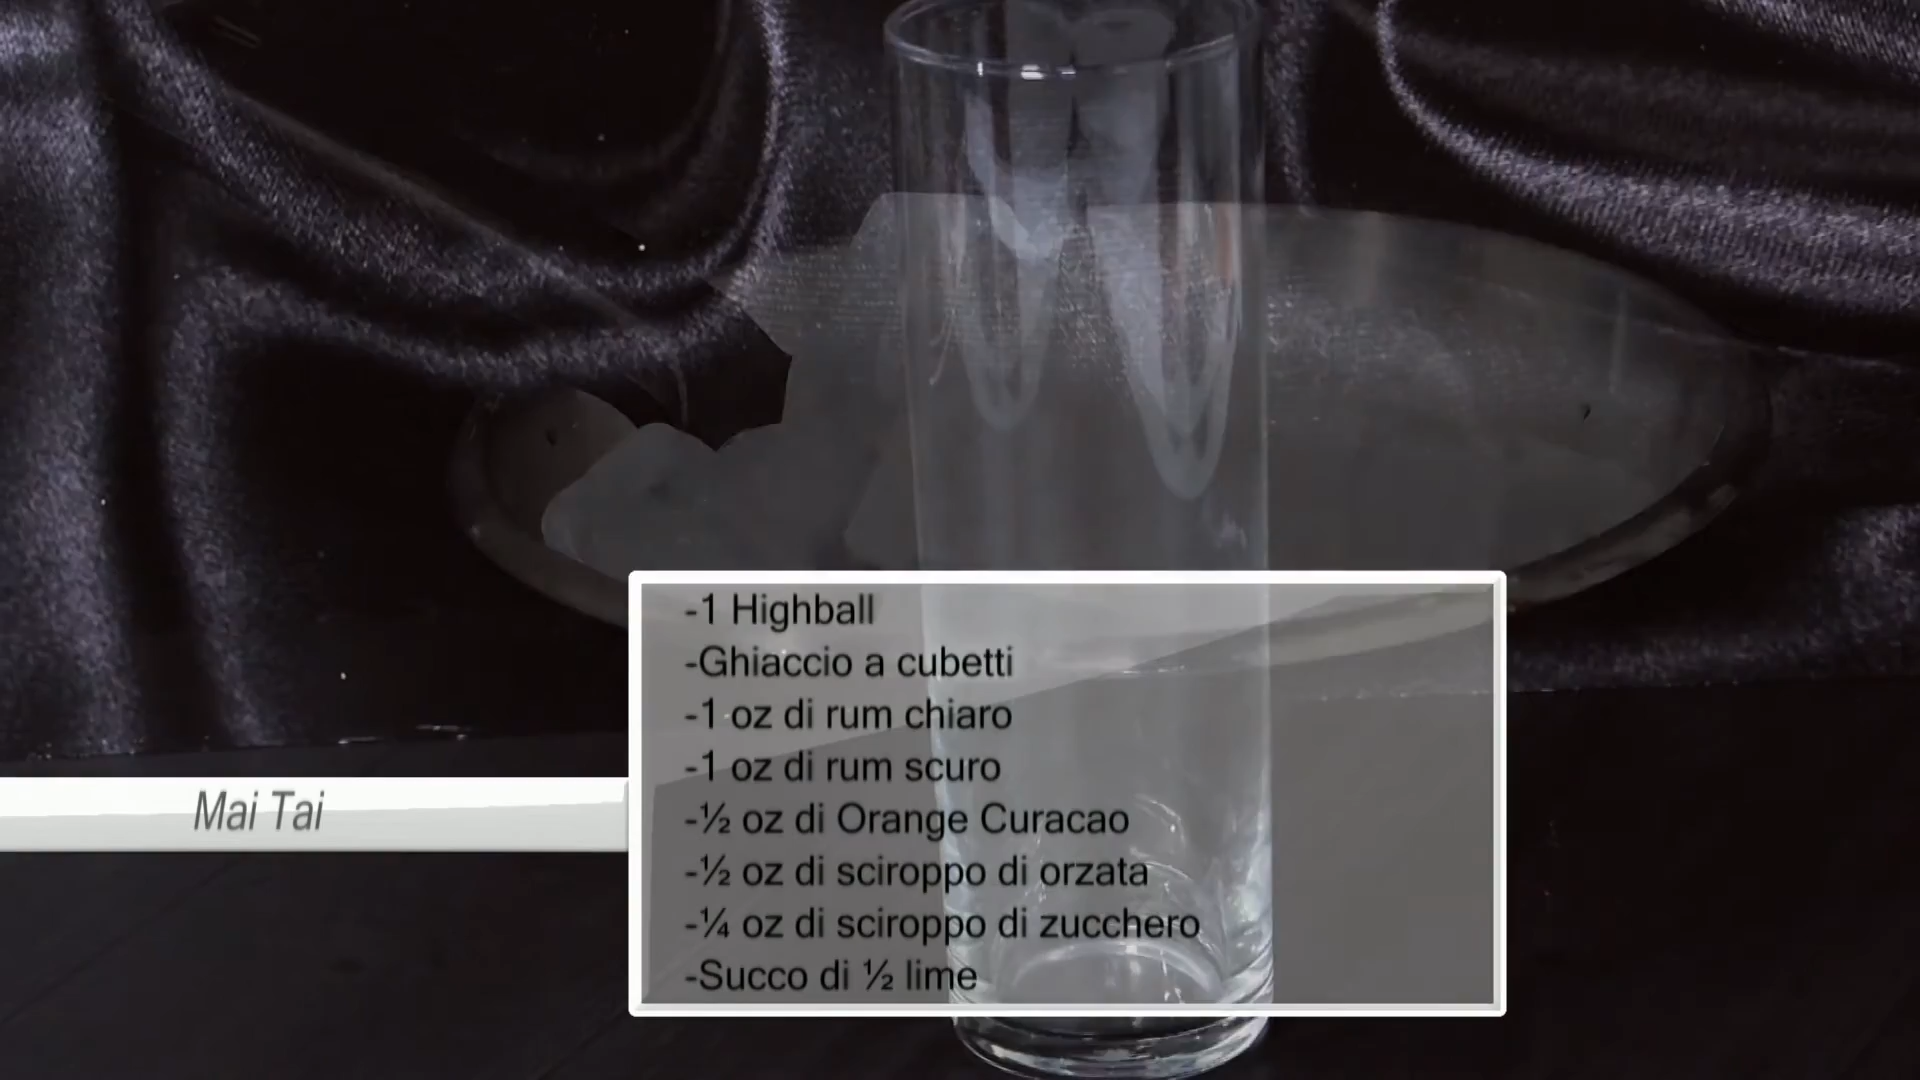 -1 Highball
-Ghiaccio a cubetti
-1 oz di rum chiaro
-1 oz di rum scuro
-½ oz di Orange Curacao
-½ oz di sciroppo di orzata
-¼ oz di sciroppo di zucchero
-Succo di ½ lime
Mai Tai